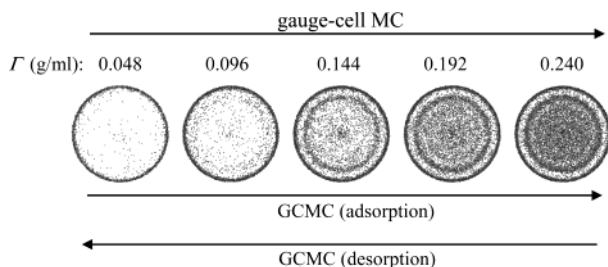 gauge-cell MC
Γ (g/ml): 0.048 0.096 0.144 0.192 0.240
GCMC (adsorption)
GCMC (desorption)